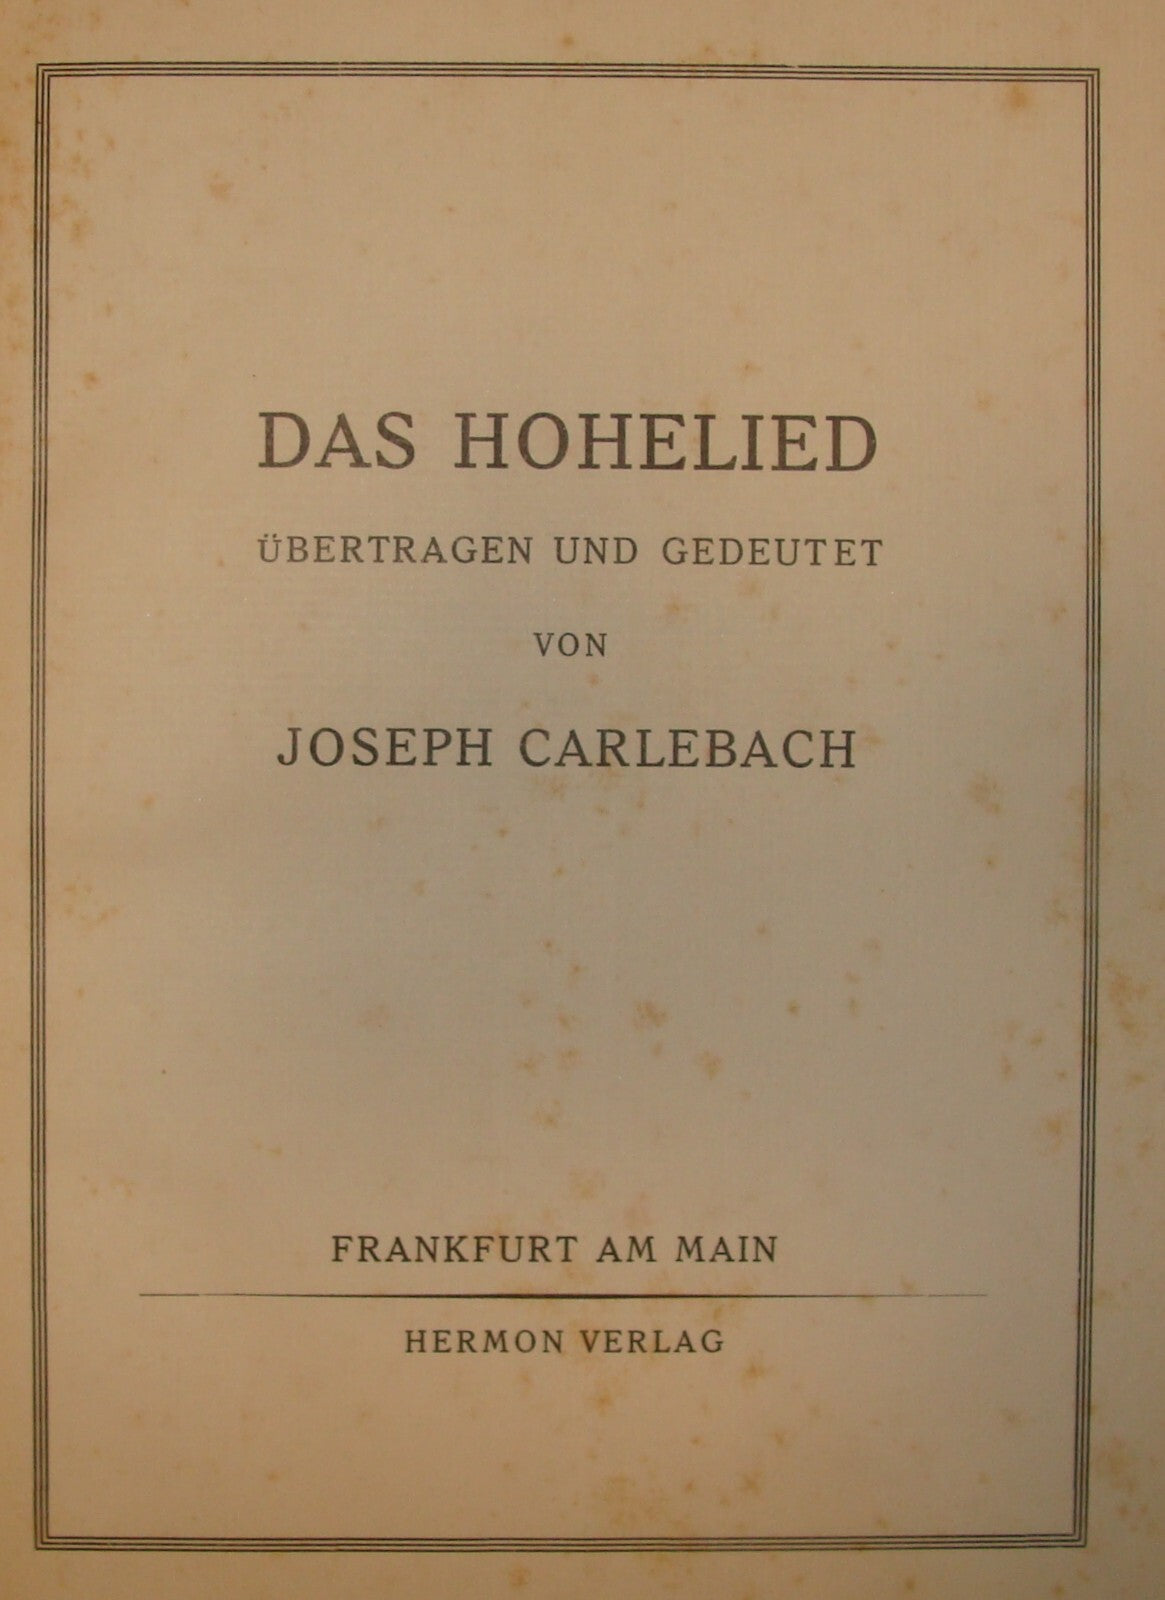 DAS HOHELIED
ÜBERTRAGEN UND GEDEUTET
VON
JOSEPH CARLEBACH
FRANKFURT AM MAIN
HERMON VERLAG